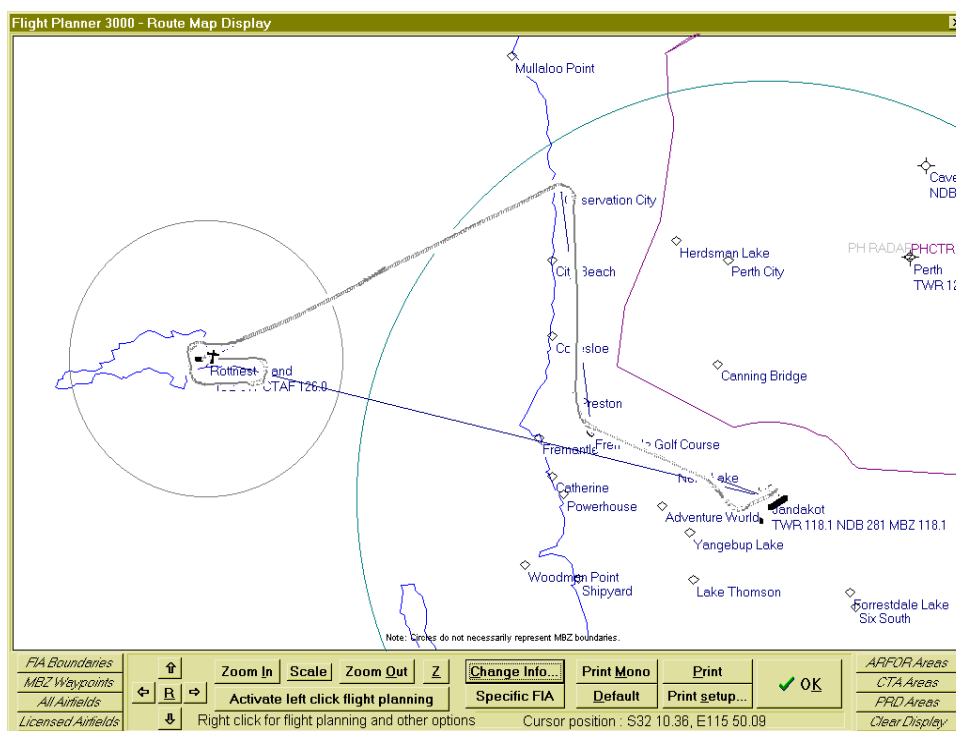 Flight Planner 3000 - Route Map Display
Mullaloo Point
Cave
NDB
servation City
Herdsman Lake
PH RADAR
PHCTR
City Beach
Perth City
Perth
TWR 12
Rottnest
and
CTAF 126.0
Canning Bridge
Preston
Fremantle
Golf Course
Catherine
Powerhouse
Adventure World
Jandakot
TWR 118.1 NDB 281 MBZ 118.1
Yangebup Lake
Woodman Point
Shipyard
Lake Thomson
Forrestdale Lake
Six South
Note: Circles do not necessarily represent MBZ boundaries.
FIA Boundaries
MBZ Waypoints
All Airfields
Licensed Airfields
R
Zoom In
Scale
Zoom Out
Z
Activate left click flight planning
Change Info...
Specific FIA
Print Mono
Default
Print
Print setup...
OK
ARFOR Areas
CTA Areas
PRD Areas
Clear Display
Right click for flight planning and other options
Cursor position : S32 10.36, E115 50.09